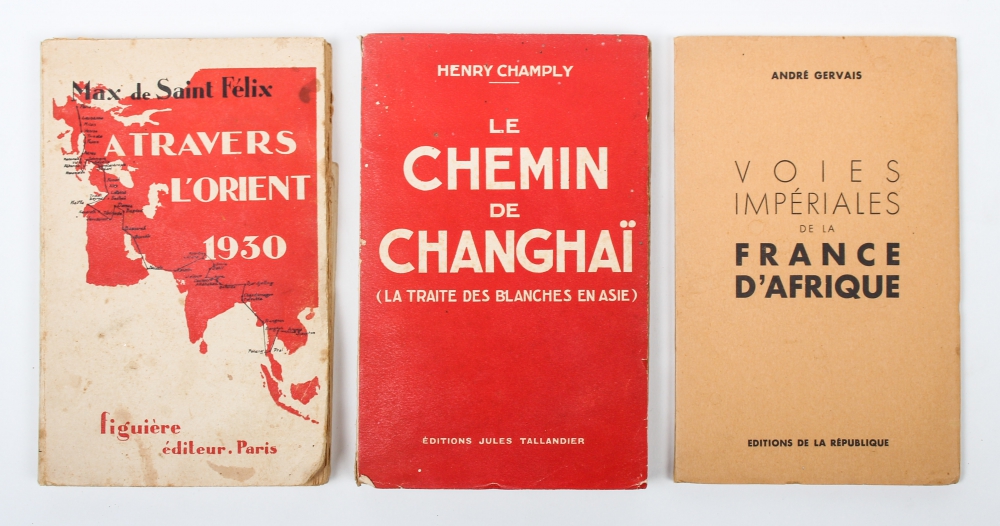 Max de Saint Félix
A TRAVERS
L'ORIENT
1930
figuière
éditeur. Paris
HENRY CHAMPLY
LE
CHEMIN
DE
CHANGHAÏ
(LA TRAITE DES BLANCHES EN ASIE)
ÉDITIONS JULES TALLANDIER
ANDRÉ GERVAIS
VOIES
IMPÉRIALES
DE LA
FRANCE
D'AFRIQUE
EDITIONS DE LA RÉPUBLIQUE